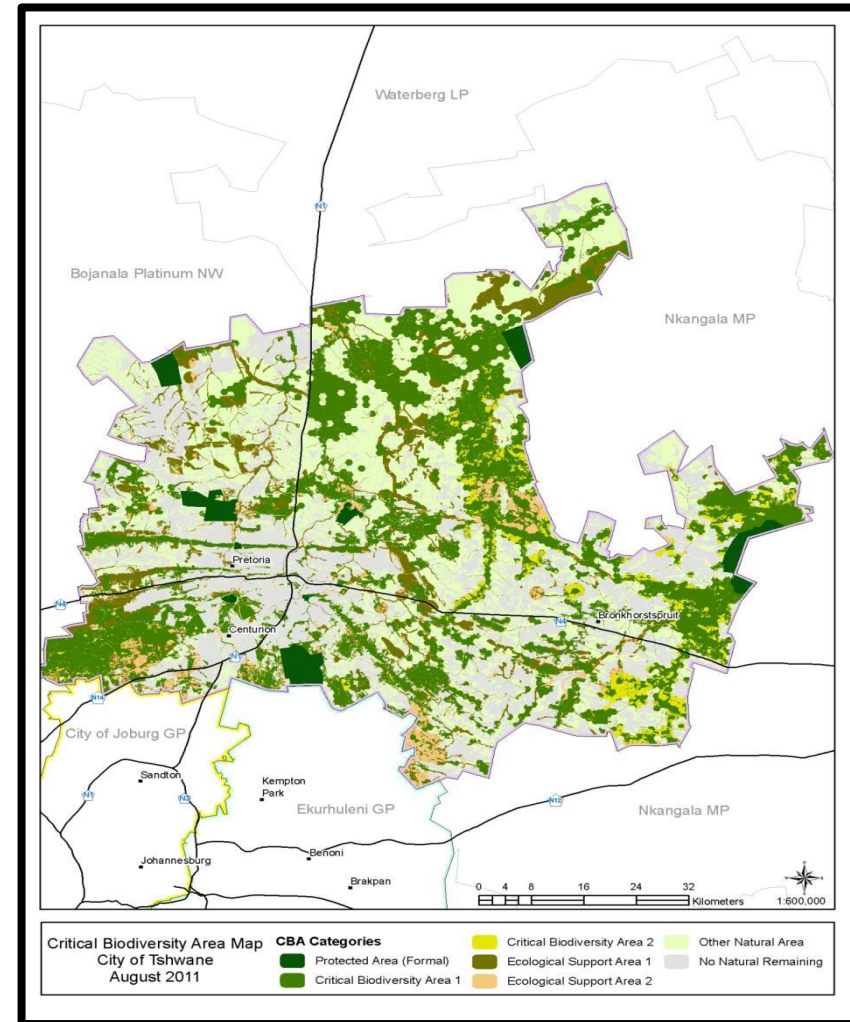 Waterberg LP
N1
Bojanala Platinum NW
Nkangala MP
Pretoria
N4
Bronkhorstspruit
N4
Centurion
N1
N14
City of Joburg GP
Sandton
Kempton
Park
N1
N3
Ekurhuleni GP
N12
Nkangala MP
Johannesburg
Benoni
Brakpan
0 4 8 16 24 32
Kilometers
1:600,000
Critical Biodiversity Area Map
City of Tshwane
August 2011
CBA Categories
Protected Area (Formal)
Critical Biodiversity Area 1
Critical Biodiversity Area 2
Ecological Support Area 1
Ecological Support Area 2
Other Natural Area
No Natural Remaining